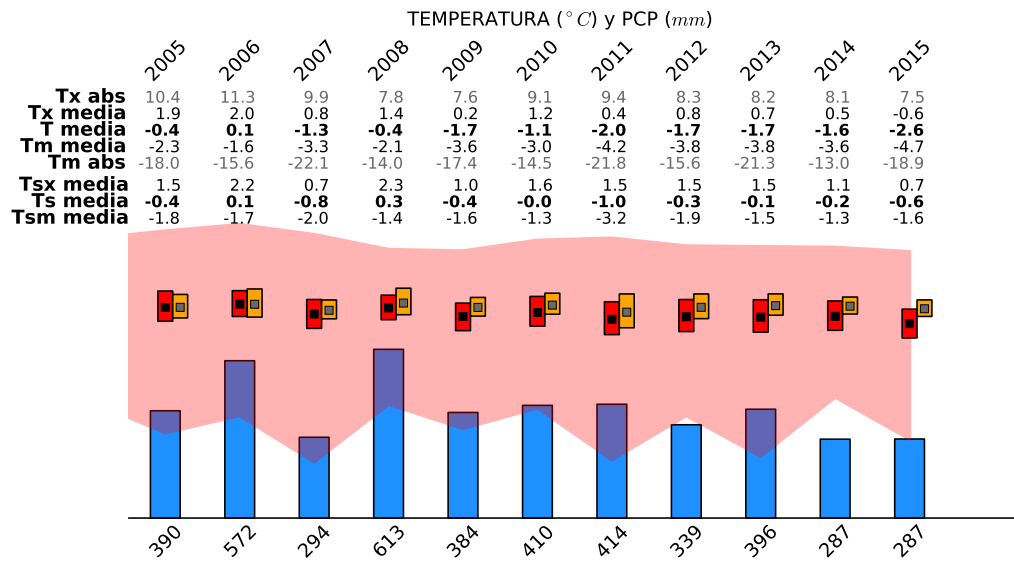 TEMPERATURA (°C) y PCP (mm)
2005 2006 2007 2008 2009 2010 2011 2012 2013 2014 2015
Tx abs 10.4 11.3 9.9 7.8 7.6 9.1 9.4 8.3 8.2 8.1 7.5
Tx media 1.9 2.0 0.8 1.4 0.2 1.2 0.4 0.8 0.7 0.5 -0.6
T media -0.4 0.1 -1.3 -0.4 -1.7 -1.1 -2.0 -1.7 -1.7 -1.6 -2.6
Tm media -2.3 -1.6 -3.3 -2.1 -3.6 -3.0 -4.2 -3.8 -3.8 -3.6 -4.7
Tm abs -18.0 -15.6 -22.1 -14.0 -17.4 -14.5 -21.8 -15.6 -21.3 -13.0 -18.9
Tsx media 1.5 2.2 0.7 2.3 1.0 1.6 1.5 1.5 1.5 1.1 0.7
Ts media -0.4 0.1 -0.8 0.3 -0.4 -0.0 -1.0 -0.3 -0.1 -0.2 -0.6
Tsm media -1.8 -1.7 -2.0 -1.4 -1.6 -1.3 -3.2 -1.9 -1.5 -1.3 -1.6
390 572 294 613 384 410 414 339 396 287 287